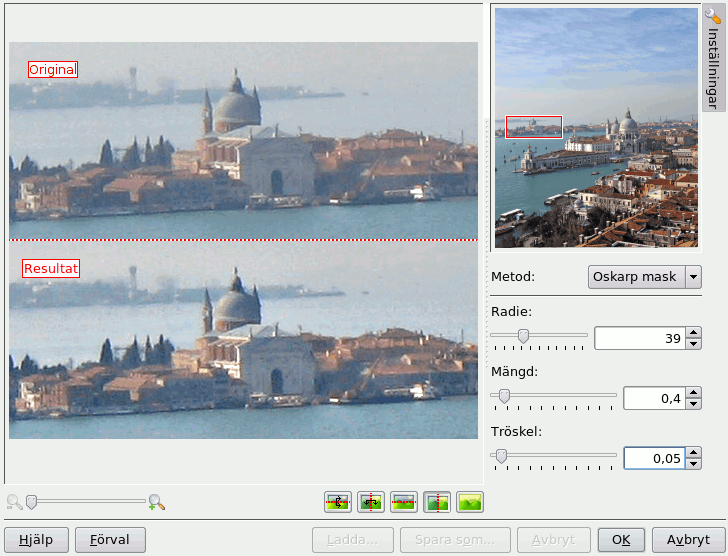 Original
Resultat
Inställningar
Metod:
Oskarp mask
Radie:
39
Mängd:
0,4
Tröskel:
0,05
Hjälp
Förval
Ladda...
Spara som...
Avbryt
OK
Avbryt